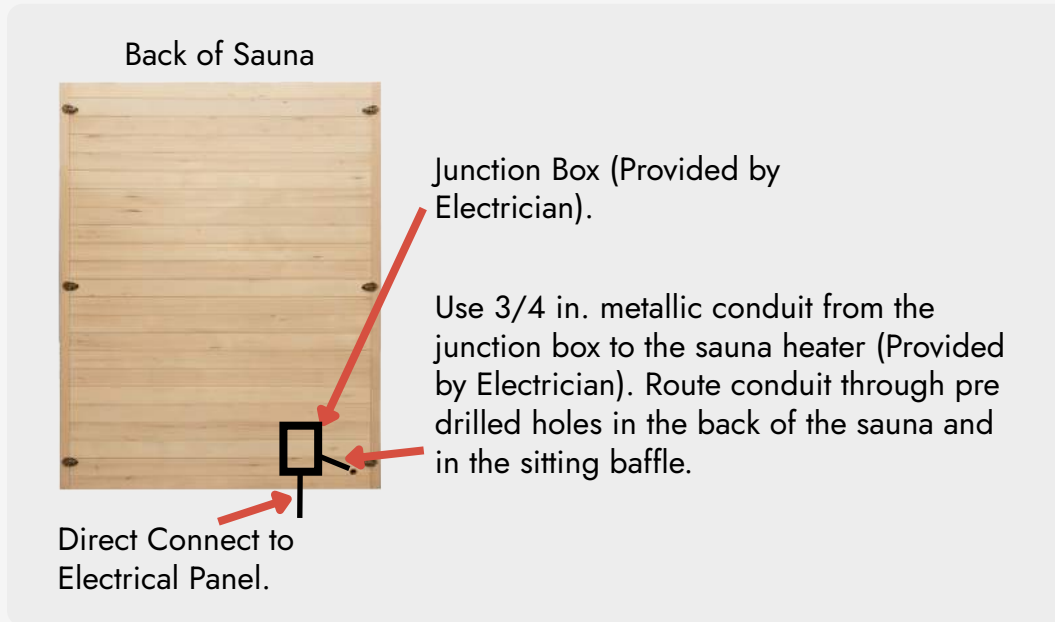 Back of Sauna
Junction Box (Provided by
Electrician).
Use 3/4 in. metallic conduit from the
junction box to the sauna heater (Provided
by Electrician). Route conduit through pre
drilled holes in the back of the sauna and
in the sitting baffle.
Direct Connect to
Electrical Panel.